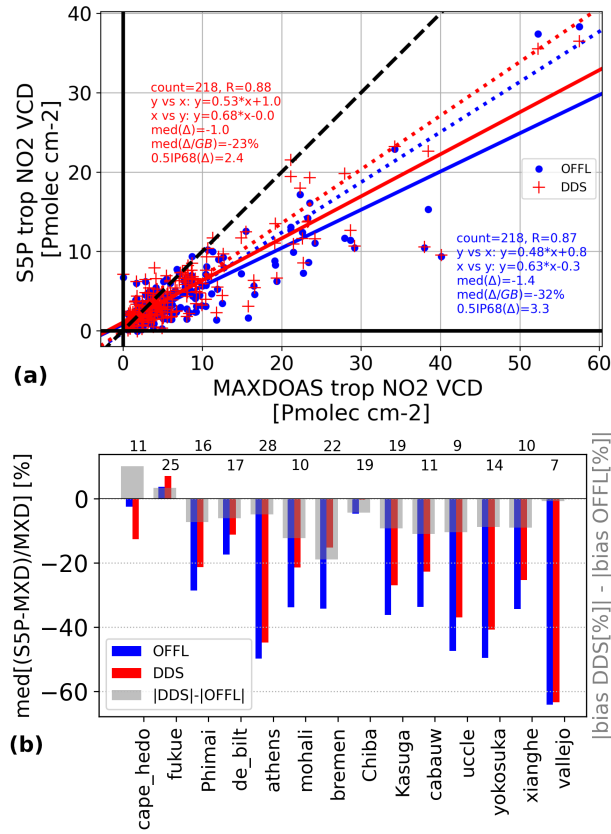 40
30
20
10
0
S5P trop NO2 VCD
[Pmolec cm-2]
count=218, R=0.88
y vs x: y=0.53*x+1.0
x vs y: y=0.68*x-0.0
med(Δ)=-1.0
med(Δ/GB)=-23%
0.5IP68(Δ)=2.4
OFFL
DDS
count=218, R=0.87
y vs x: y=0.48*x+0.8
x vs y: y=0.63*x-0.3
med(Δ)=-1.4
med(Δ/GB)=-32%
0.5IP68(Δ)=3.3
0 10 20 30 40 50 60
(a)
MAXDOAS trop NO2 VCD
[Pmolec cm-2]
11 16 28 22 19 9 10
25 17 10 19 11 14 7
med[(S5P-MXD)/MXD] [%]
0
−20
−40
−60
|bias DDS[%]| - |bias OFFL[%]|
OFFL
DDS
|DDS|-|OFFL|
(b)
cape_hedo
fukue
Phimai
de_bilt
athens
mohali
bremen
Chiba
Kasuga
cabauw
uccle
yokosuka
xianghe
vallejo